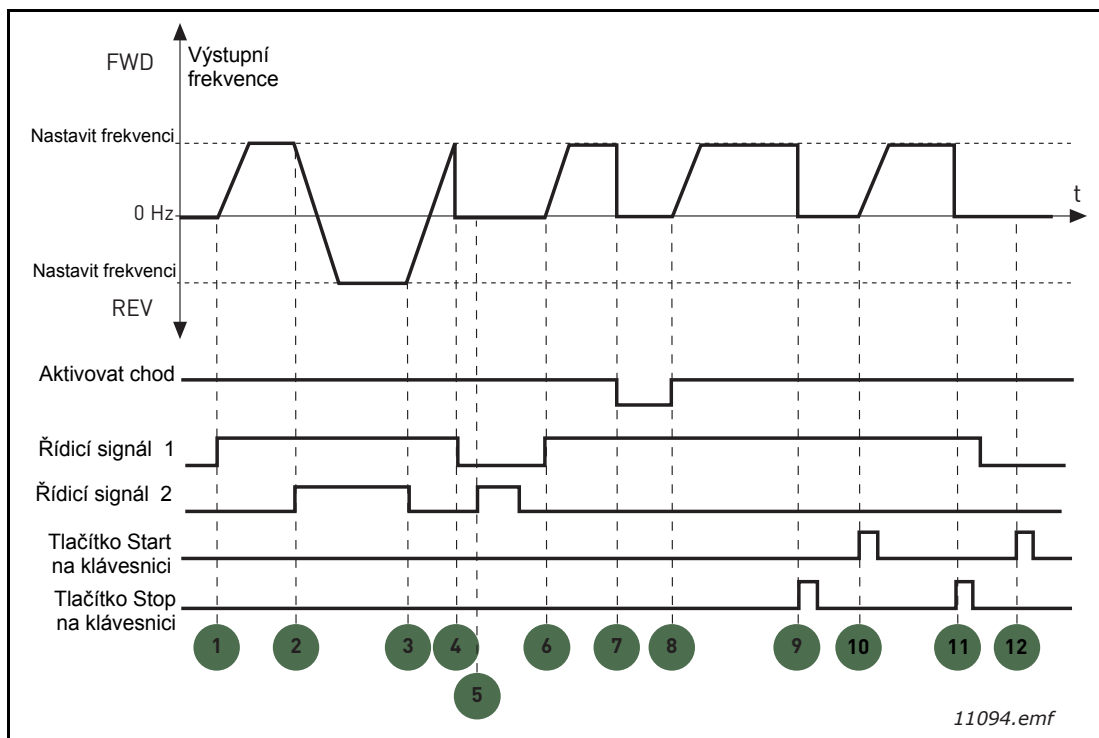 FWD
Výstupní
frekvence
Nastavit frekvenci
0 Hz
t
Nastavit frekvenci
REV
Aktivovat chod
Řídicí signál 1
Řídicí signál 2
Tlačítko Start
na klávesnici
Tlačítko Stop
na klávesnici
1 2 3 4 6 7 8 9 10 11 12
5
11094.emf